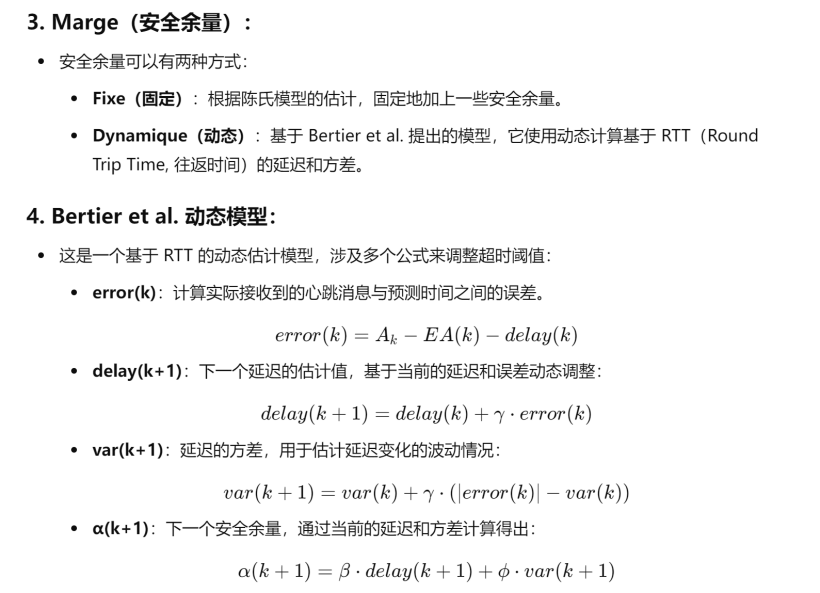 3. Marge（安全余量）：
• 安全余量可以有两种方式：
• Fixe（固定）：根据陈氏模型的估计，固定地加上一些安全余量。
• Dynamique（动态）：基于 Bertier et al. 提出的模型，它使用动态计算基于 RTT（Round
Trip Time, 往返时间）的延迟和方差。
4. Bertier et al. 动态模型：
• 这是一个基于 RTT 的动态估计模型，涉及多个公式来调整超时阈值：
• error(k)：计算实际接收到的心跳消息与预测时间之间的误差。
error(k) = A_k − EA(k) − delay(k)
• delay(k+1)：下一个延迟的估计值，基于当前的延迟和误差动态调整：
delay(k + 1) = delay(k) + γ · error(k)
• var(k+1)：延迟的方差，用于估计延迟变化的波动情况：
var(k + 1) = var(k) + γ · (|error(k)| − var(k))
• α(k+1)：下一个安全余量，通过当前的延迟和方差计算得出：
α(k + 1) = β · delay(k + 1) + ϕ · var(k + 1)